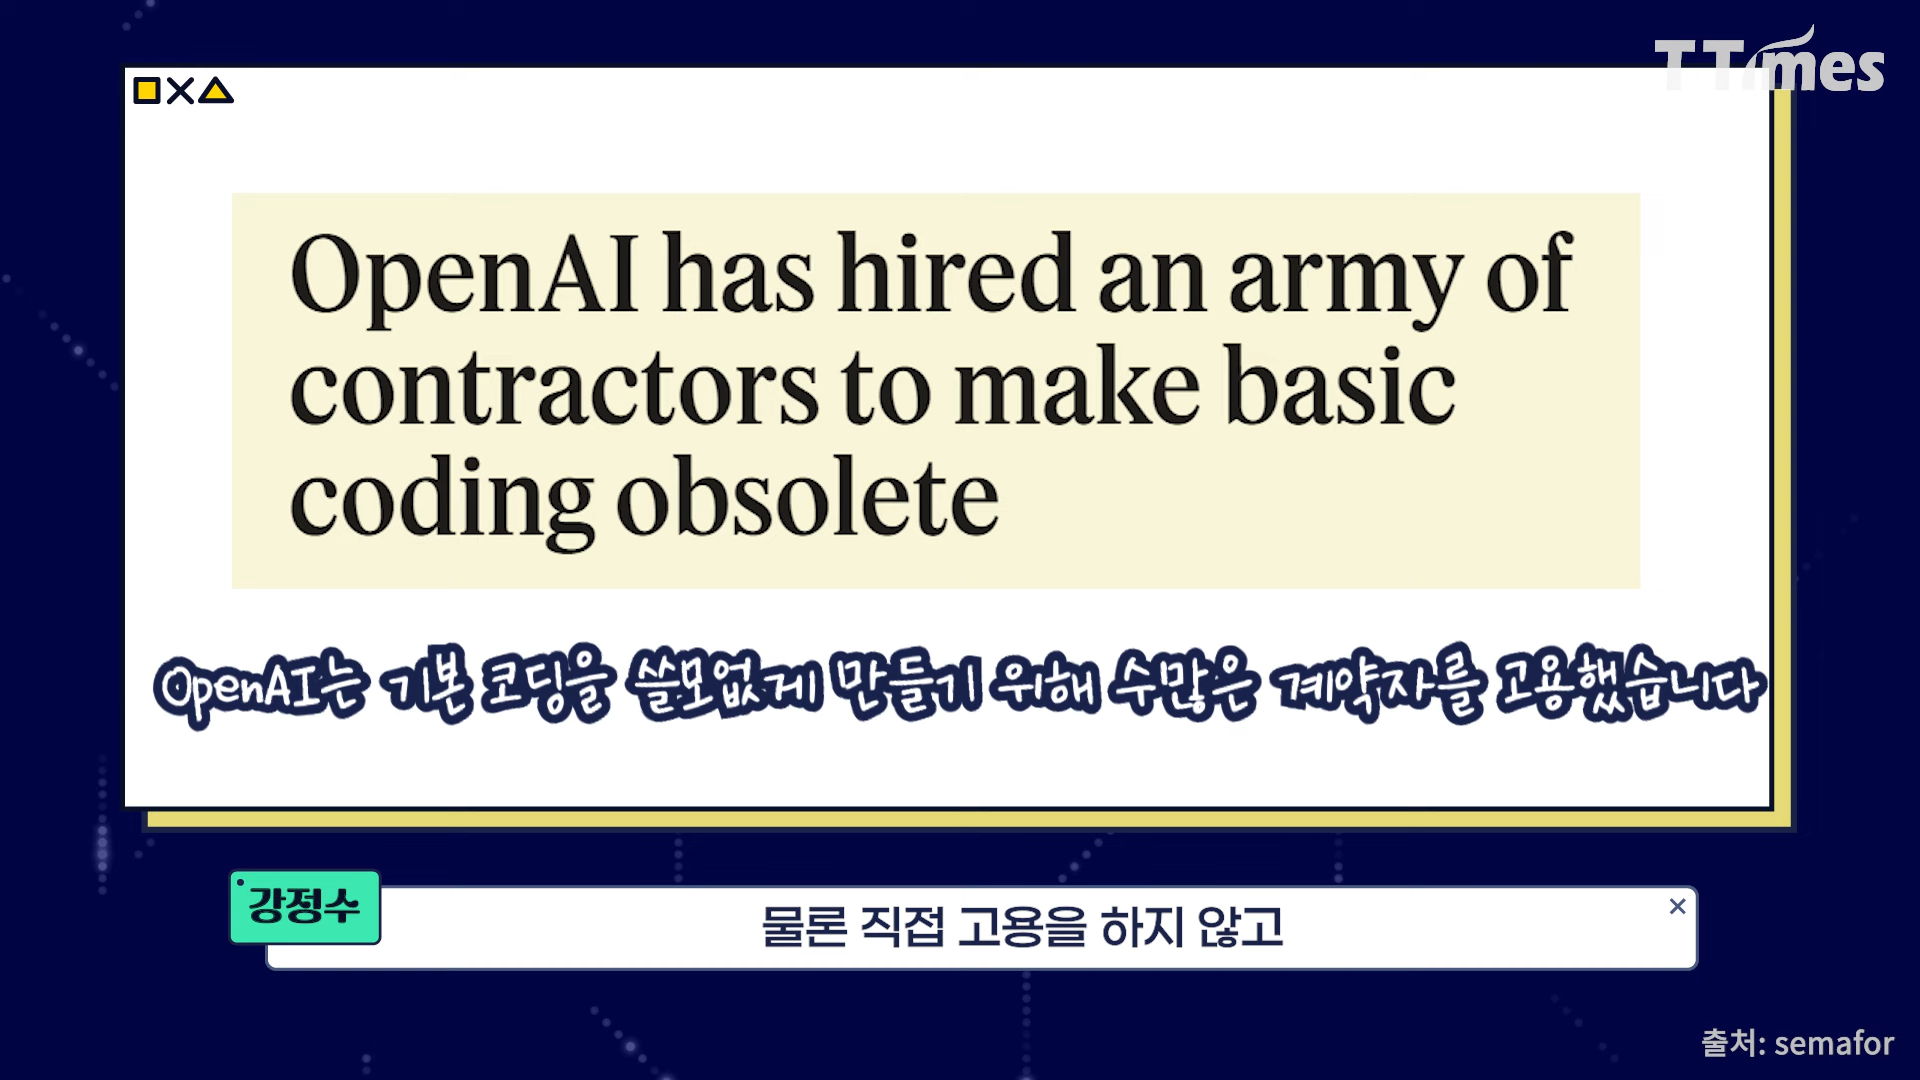 TTimes
OpenAI has hired an army of
contractors to make basic
coding obsolete
OpenAI는 기본 코딩을 쓸모없게 만들기 위해 수많은 계약자를 고용했습니다
강정수
물론 직접 고용을 하지 않고
출처: semafor